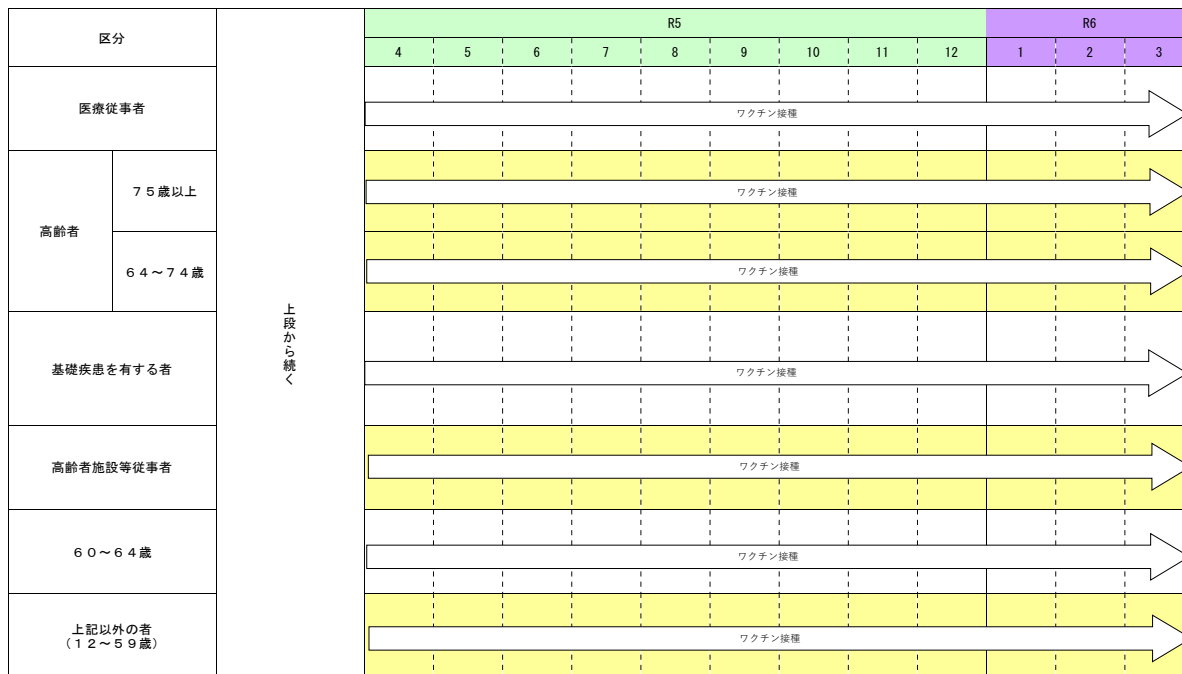 区分
R5
R6
4 5 6 7 8 9 10 11 12 1 2 3
医療従事者
ワクチン接種
高齢者
７５歳以上
ワクチン接種
６４～７４歳
ワクチン接種
上段から続く
基礎疾患を有する者
ワクチン接種
高齢者施設等従事者
ワクチン接種
６０～６４歳
ワクチン接種
上記以外の者
（１２～５９歳）
ワクチン接種